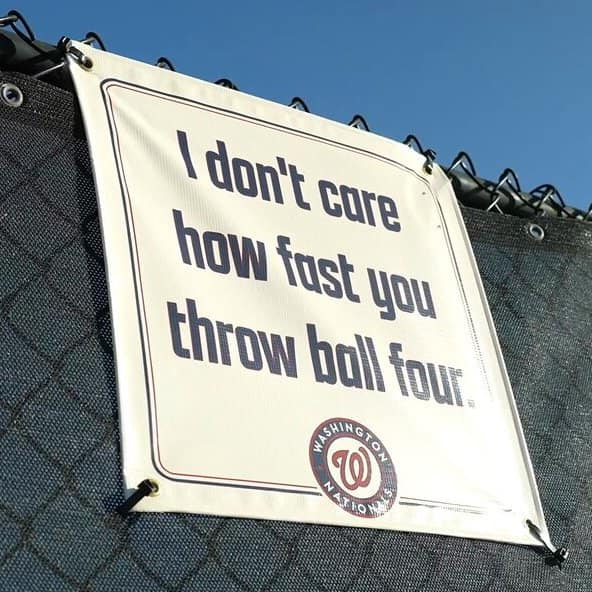 I don't care
how fast you
throw ball four.
WASHINGTON
W
NATIONALS